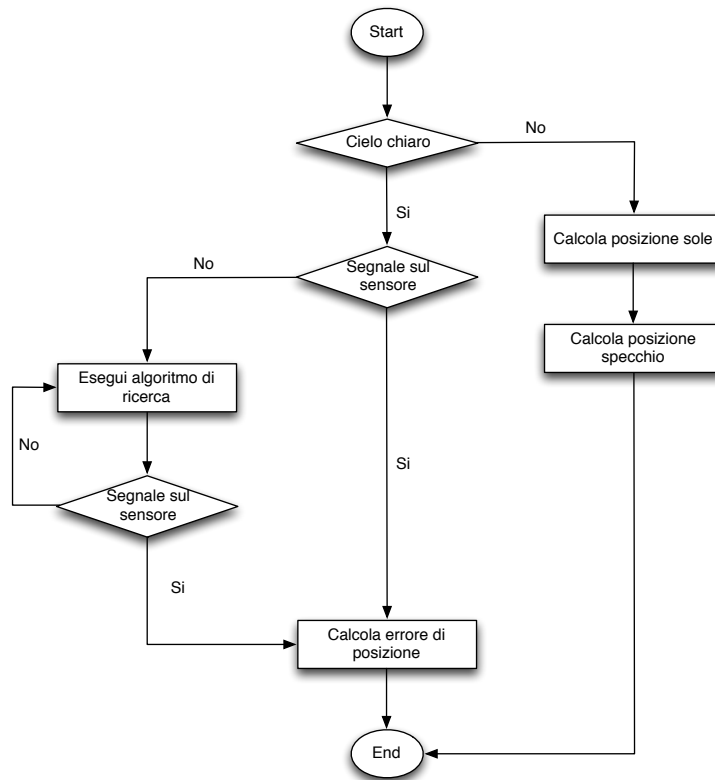 Start
Cielo chiaro
No
Si
Calcola posizione sole
Segnale sul
sensore
No
Calcola posizione
specchio
Esegui algoritmo di
ricerca
No
Si
Segnale sul
sensore
Si
Calcola errore di
posizione
End